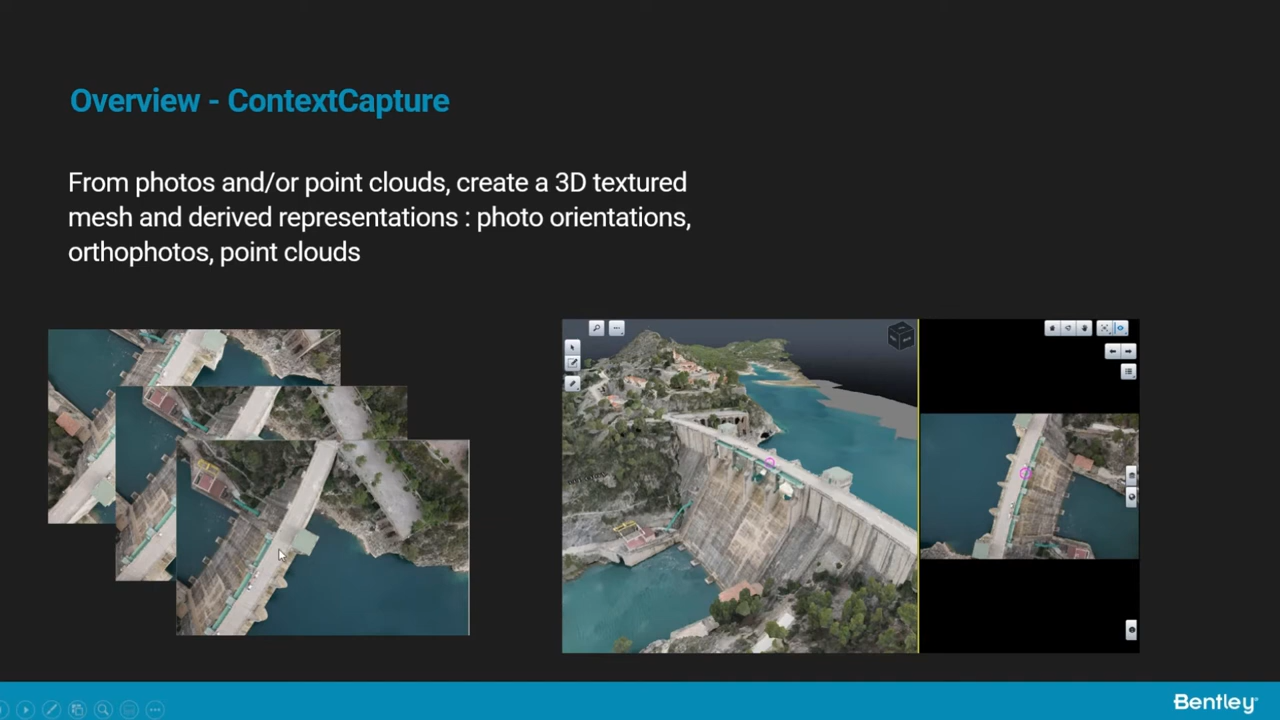 Overview - ContextCapture
From photos and/or point clouds, create a 3D textured
mesh and derived representations : photo orientations,
orthophotos, point clouds
Bentley